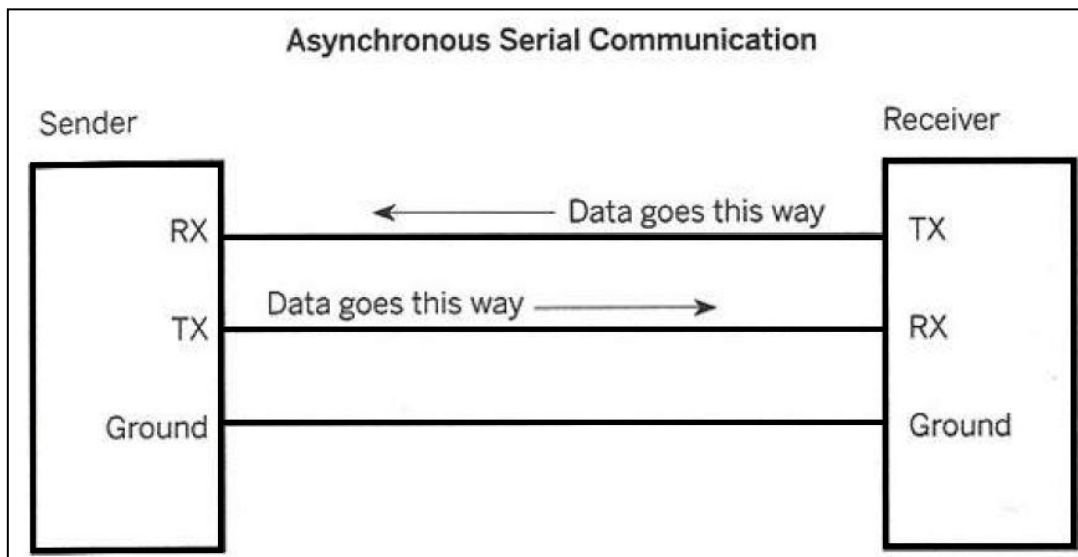 Asynchronous Serial Communication
Sender
Receiver
Data goes this way
RX
TX
Data goes this way
TX
RX
Ground
Ground